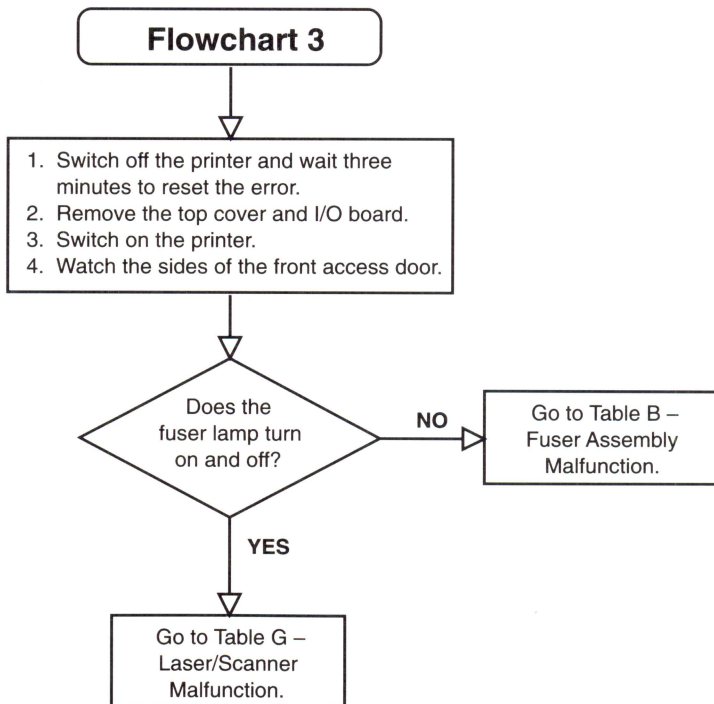 Flowchart 3
1. Switch off the printer and wait three
minutes to reset the error.
2. Remove the top cover and I/O board.
3. Switch on the printer.
4. Watch the sides of the front access door.
Does the
fuser lamp turn
on and off?
NO
Go to Table B –
Fuser Assembly
Malfunction.
YES
Go to Table G –
Laser/Scanner
Malfunction.